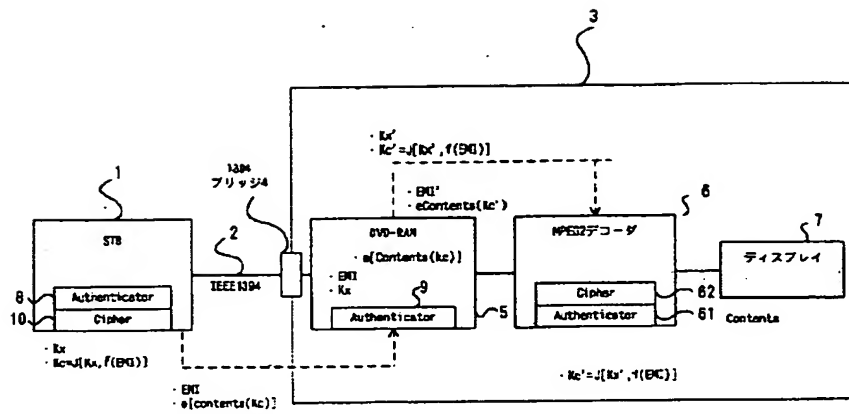 3
・Kx'
・Kc'=J[Kx',f(EMI)]
1
1394
ブリッジ4
・EMI'
・eContents(Kc')
6
STB
2
IEEE1394
DVD-RAM
・e[Contents(Kc)]
・EMI
・Kx
9
Authenticator
5
MPEG2デコーダ
7
ディスプレイ
8
Authenticator
10
Cipher
Cipher
62
Authenticator
61
Contents
・Kx
・Kc=J[Kx,f(EMI)]
・EMI
・e[contents(Kc)]
・Kc'=J[Kx',f(EMI)]